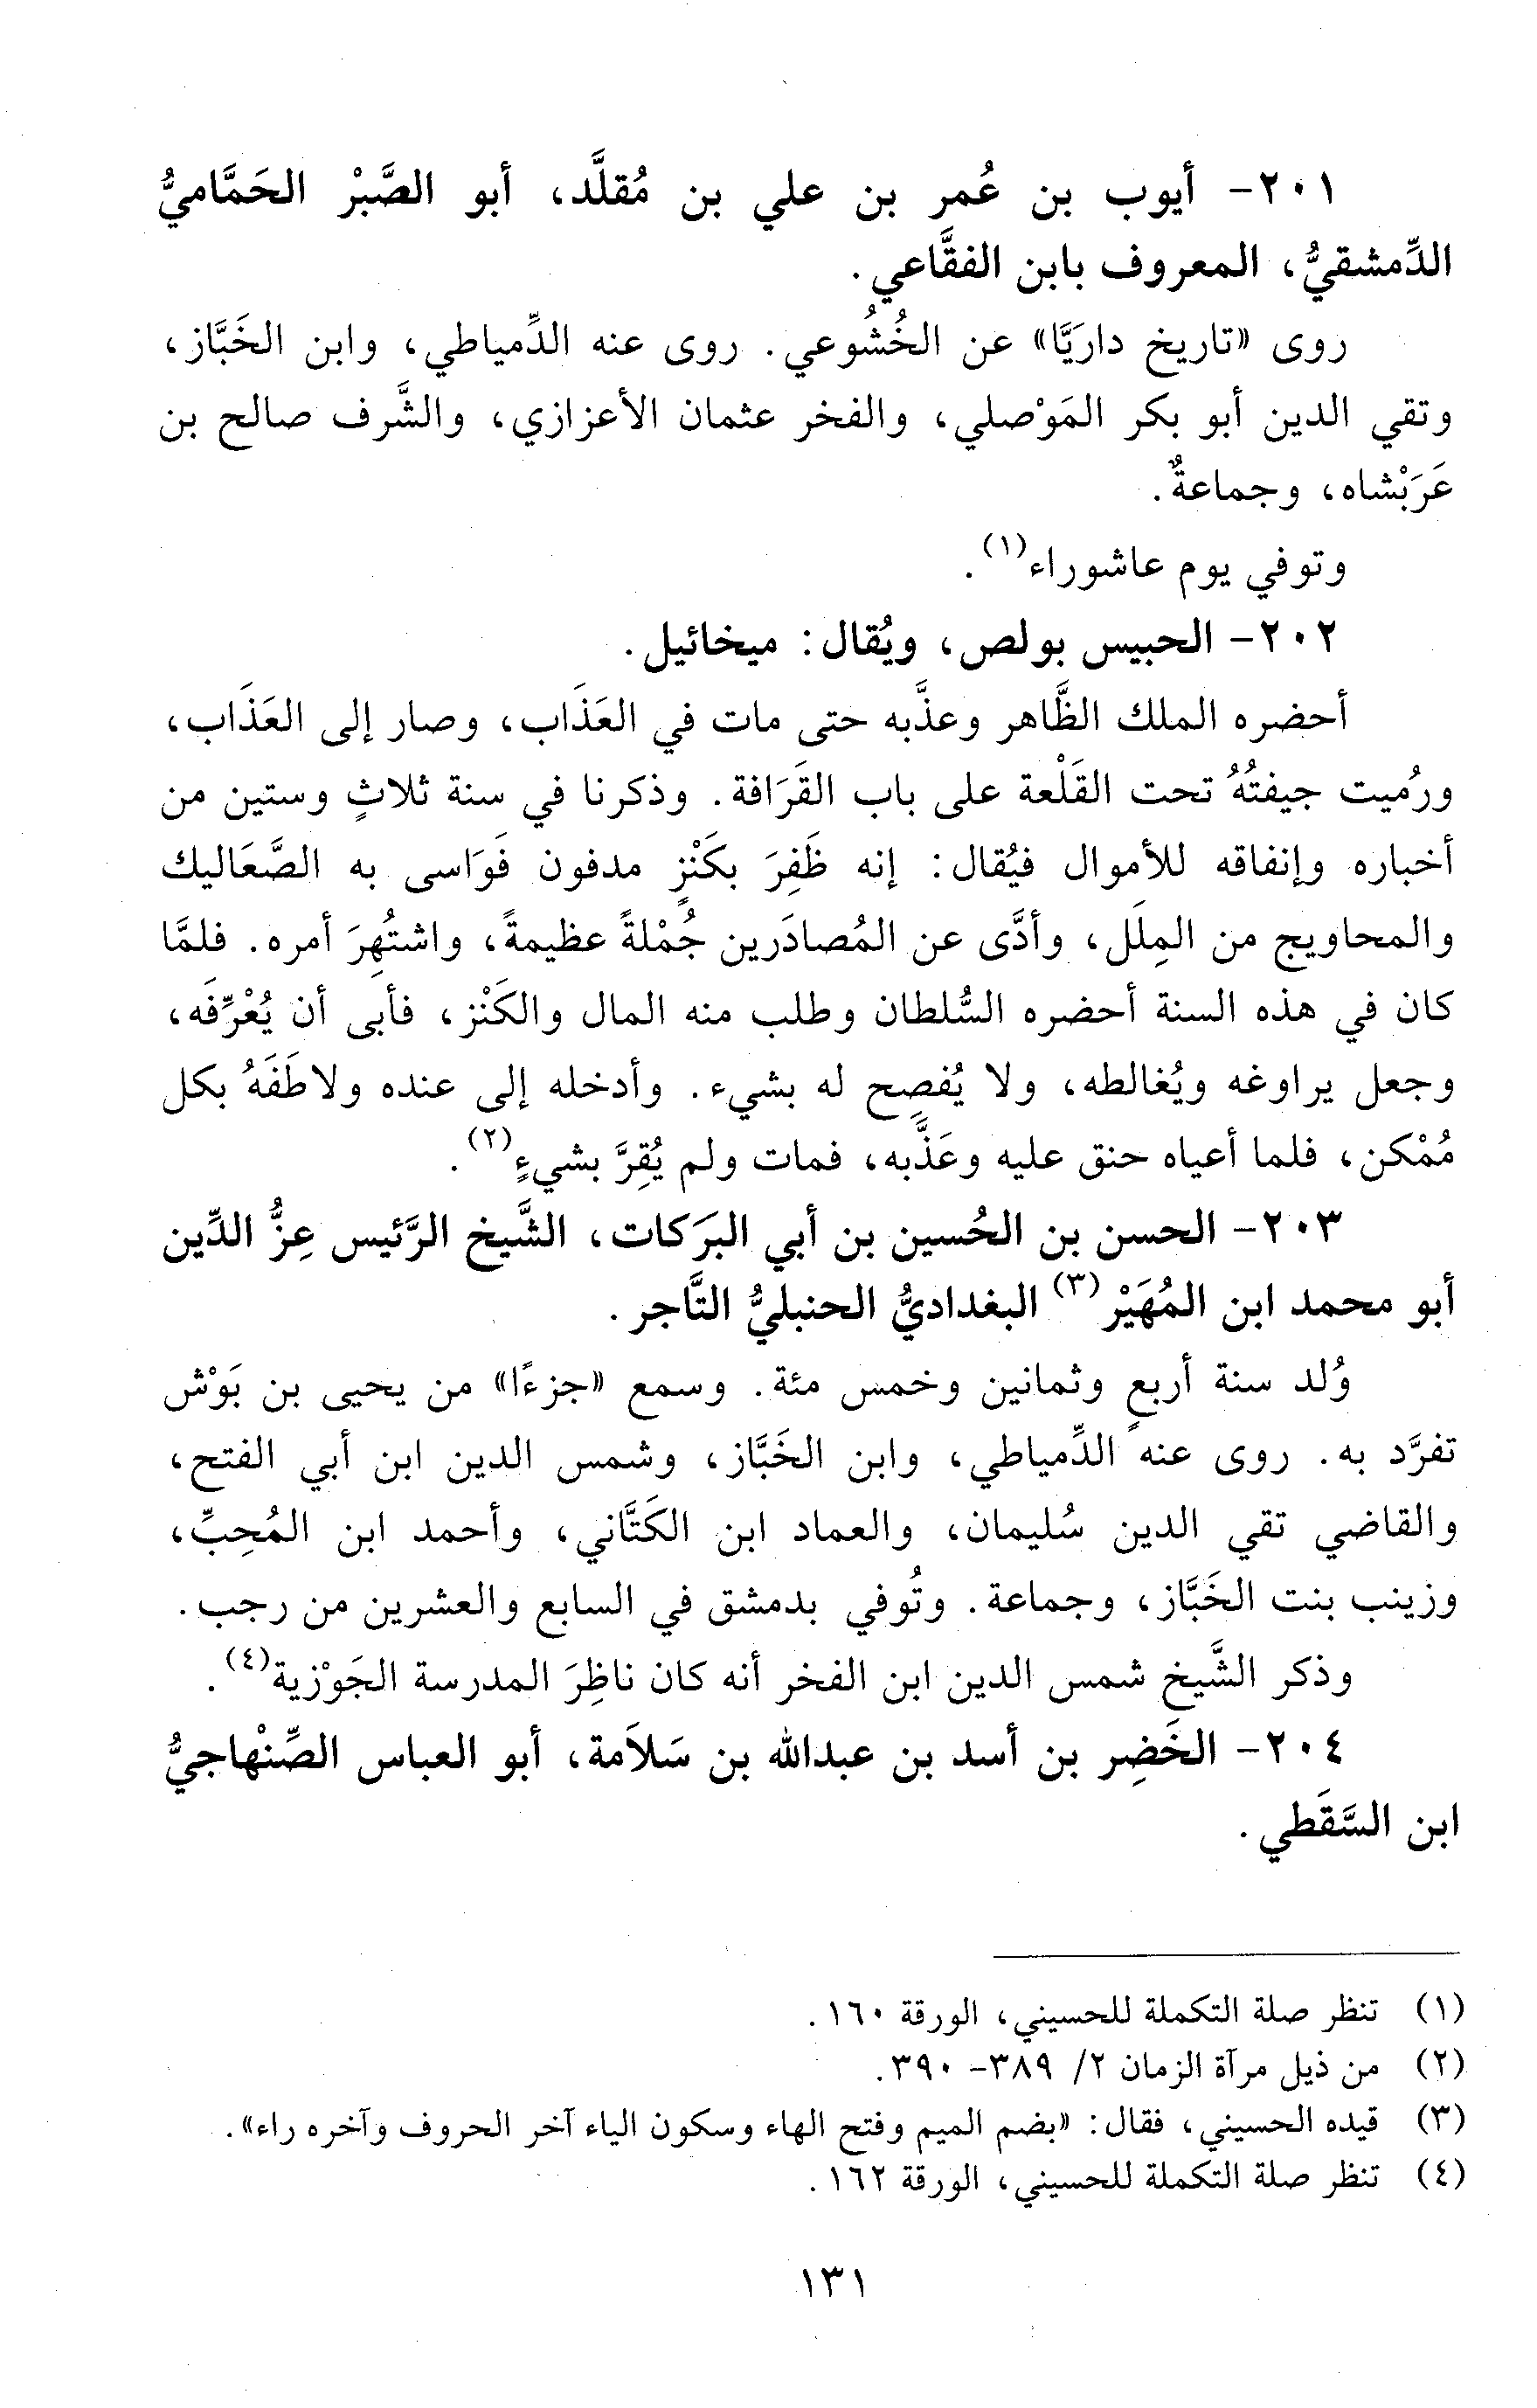 ٢٠١- أيوب بن عُمر بن علي بن مُقلَّد، أبو الصَّبرْ الحَمَّاميُّ
الدِّمشقيُّ، المعروف بابن الفقَّاعي.
روى «تاريخ دارَيَّا» عن الخُشُوعي. روى عنه الدِّمياطي، وابن الخَبَّاز،
وتقي الدين أبو بكر المَوْصلي، والفخر عثمان الأعزازي، والشَّرف صالح بن
عَرَبْشاه، وجماعةٌ.
وتوفي يوم عاشوراء(١).
٢٠٢- الحبيس بولص، ويُقال: ميخائيل.
أحضره الملك الظَّاهر وعذَّبه حتى مات في العَذَاب، وصار إلى العَذَاب،
ورُميت جيفتُهُ تحت القَلْعة على باب القَرَافة. وذكرنا في سنة ثلاثٍ وستين من
أخباره وإنفاقه للأموال فيُقال: إنه ظَفِرَ بكَنْزٍ مدفون فَوَاسى به الصَّعَاليك
والمحاويج من المِلَل، وأدَّى عن المُصادَرين جُمْلةً عظيمةً، واشتُهِرَ أمره. فلمَّا
كان في هذه السنة أحضره السُّلطان وطلب منه المال والكَنْز، فأبى أن يُعْرِّفَه،
وجعل يراوغه ويُغالطه، ولا يُفصِح له بشيء. وأدخله إلى عنده ولاطَفَهُ بكل
مُمْكن، فلما أعياه حنق عليه وعَذَّبه، فمات ولم يُقِرَّ بشيءٍ(٢).
٢٠٣- الحسن بن الحُسين بن أبي البَركات، الشَّيخ الرَّئيس عِزُّ الدِّين
أبو محمد ابن المُهَيْر(٣) البغداديُّ الحنبليُّ التَّاجر.
وُلد سنة أربعٍ وثمانين وخمس مئة. وسمع «جزءًا» من يحيى بن بَوْش
تفرَّد به. روى عنه الدِّمياطي، وابن الخَبَّاز، وشمس الدين ابن أبي الفتح،
والقاضي تقي الدين سُليمان، والعماد ابن الكَتَّاني، وأحمد ابن المُحِبِّ،
وزينب بنت الخَبَّاز، وجماعة. وتُوفي بدمشق في السابع والعشرين من رجب.
وذكر الشَّيخ شمس الدين ابن الفخر أنه كان ناظِرَ المدرسة الجَوْزية(٤).
٢٠٤- الخَضِر بن أسد بن عبدالله بن سَلاَمة، أبو العباس الصِّنْهاجيُّ
ابن السَّقَطي.
(١) تنظر صلة التكملة للحسيني، الورقة ١٦٠.
(٢) من ذيل مرآة الزمان ٢/ ٣٨٩- ٣٩٠.
(٣) قيده الحسيني، فقال: «بضم الميم وفتح الهاء وسكون الياء آخر الحروف وآخره راء».
(٤) تنظر صلة التكملة للحسيني، الورقة ١٦٢.
١٣١